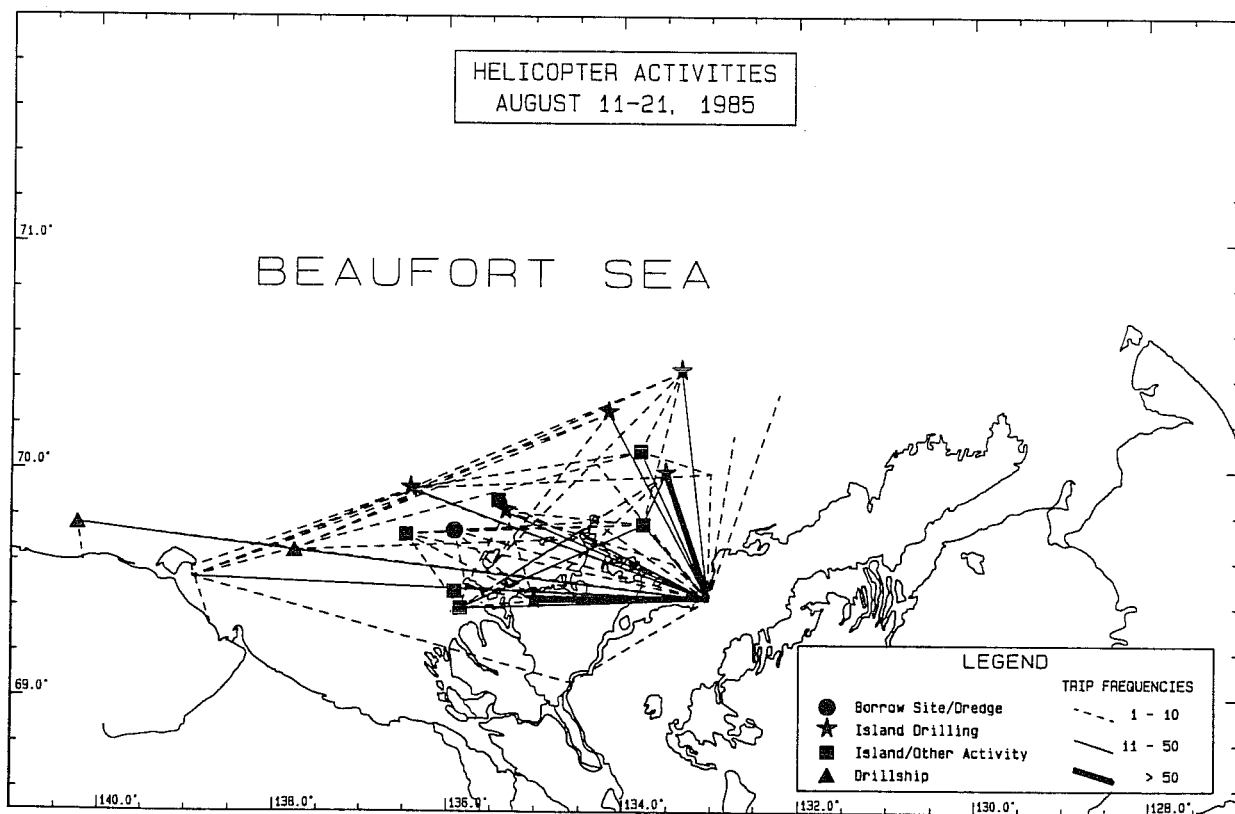 HELICOPTER ACTIVITIES
AUGUST 11-21, 1985
71.0°
BEAUFORT SEA
70.0°
69.0°
LEGEND
TRIP FREQUENCIES
Borrow Site/Dredge
1 - 10
Island Drilling
Island/Other Activity
11 - 50
Drillship
> 50
140.0°
138.0°
136.0°
134.0°
132.0°
130.0°
128.0°